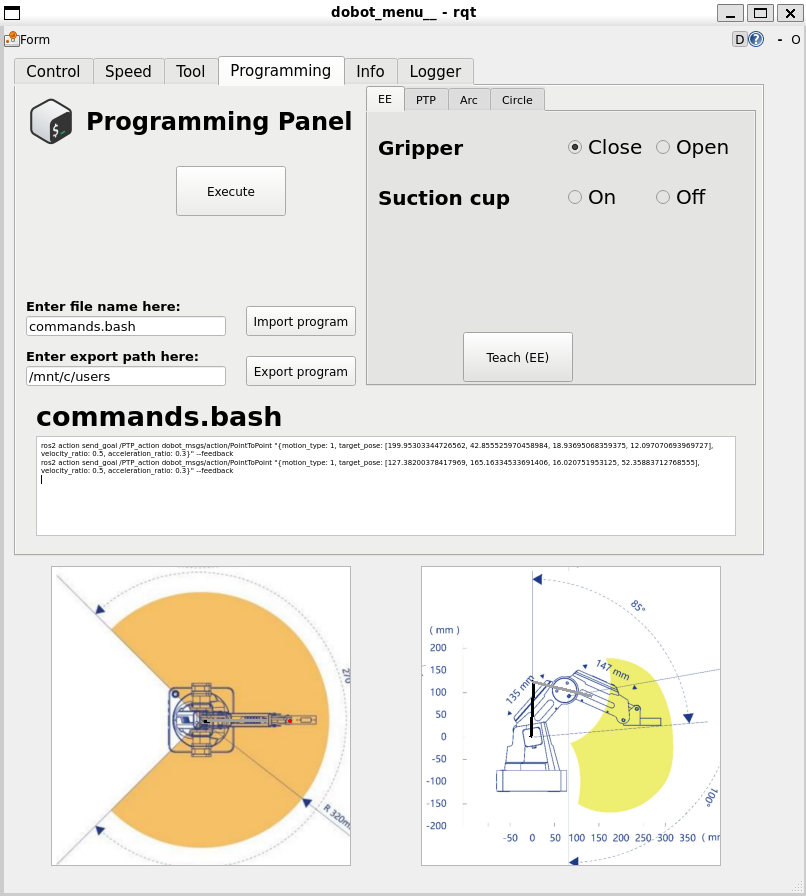 dobot_menu__ - rqt
Form
D
?
- O
Control Speed Tool Programming Info Logger
Programming Panel
Execute
EE PTP Arc Circle
Gripper Close Open
Suction cup On Off
Teach (EE)
Enter file name here:
commands.bash Import program
Enter export path here:
/mnt/c/users Export program
commands.bash
ros2 action send_goal /PTP_action dobot_msgs/action/PointToPoint "{motion_type: 1, target_pose: [199.95303344726562, 42.855525970458984, 18.93695068359375, 12.097070693969727],
velocity_ratio: 0.5, acceleration_ratio: 0.3}" --feedback
ros2 action send_goal /PTP_action dobot_msgs/action/PointToPoint "{motion_type: 1, target_pose: [127.38200378417969, 165.16334533691406, 16.020751953125, 52.35883712768555],
velocity_ratio: 0.5, acceleration_ratio: 0.3}" --feedback
270
R 320m
85°
( mm )
200
150
100
50
0
-50
-100
-150
-200
135 mm
147 mm
100°
-50 0 50 100 150 200 250 300 350 ( mm